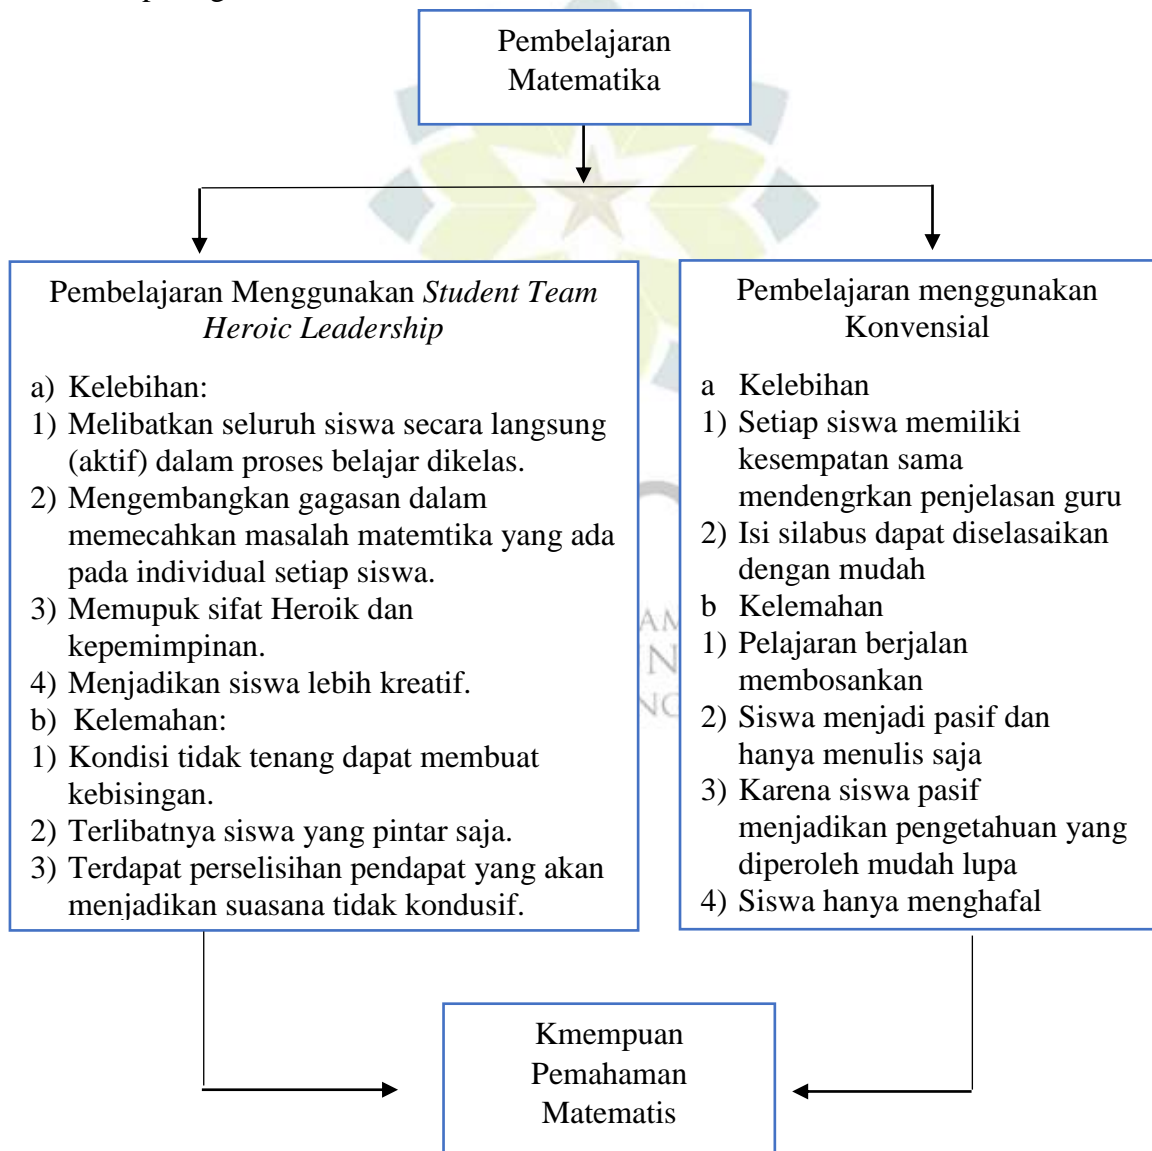 Pembelajaran
Matematika
Pembelajaran Menggunakan Student Team
Heroic Leadership
a) Kelebihan:
1) Melibatkan seluruh siswa secara langsung
(aktif) dalam proses belajar dikelas.
2) Mengembangkan gagasan dalam
memecahkan masalah matemtika yang ada
pada individual setiap siswa.
3) Memupuk sifat Heroik dan
kepemimpinan.
4) Menjadikan siswa lebih kreatif.
b) Kelemahan:
1) Kondisi tidak tenang dapat membuat
kebisingan.
2) Terlibatnya siswa yang pintar saja.
3) Terdapat perselisihan pendapat yang akan
menjadikan suasana tidak kondusif.
Pembelajaran menggunakan
Konvensial
a Kelebihan
1) Setiap siswa memiliki
kesempatan sama
mendengrkan penjelasan guru
2) Isi silabus dapat diselasaikan
dengan mudah
b Kelemahan
1) Pelajaran berjalan
membosankan
2) Siswa menjadi pasif dan
hanya menulis saja
3) Karena siswa pasif
menjadikan pengetahuan yang
diperoleh mudah lupa
4) Siswa hanya menghafal
Kmempuan
Pemahaman
Matematis